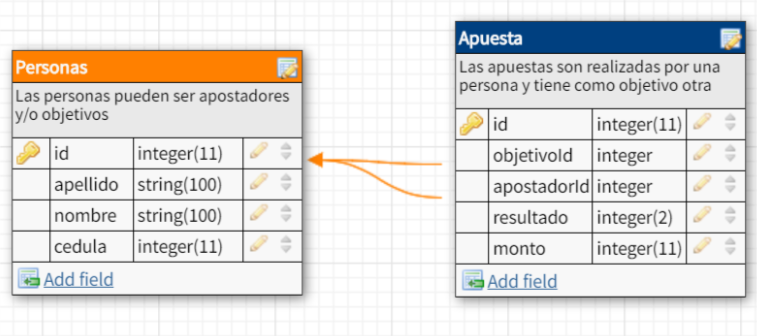 Personas
Las personas pueden ser apostadores
y/o objetivos
id integer(11)
apellido string(100)
nombre string(100)
cedula integer(11)
Add field
Apuesta
Las apuestas son realizadas por una
persona y tiene como objetivo otra
id integer(11)
objetivoId integer
apostadorId integer
resultado integer(2)
monto integer(11)
Add field